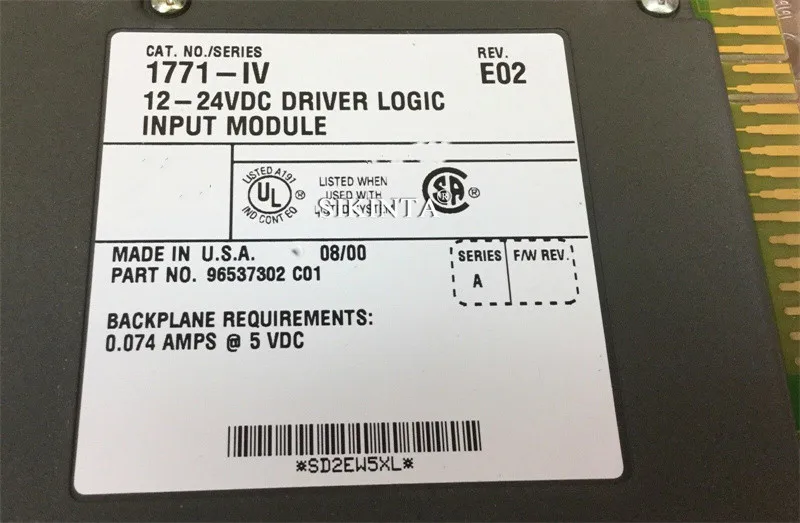 CAT. NO./SERIES
REV.
1771-IV
E02
12-24VDC DRIVER LOGIC
INPUT MODULE
LISTED A197
UL ®
IND CONT EQ
LISTED WHEN
USED WITH
SIKINTA
SA ®
MADE IN U.S.A.
08/00
PART NO. 96537302 C01
SERIES
F/W REV.
A
BACKPLANE REQUIREMENTS:
0.074 AMPS @ 5 VDC
*SD2EW5XL*